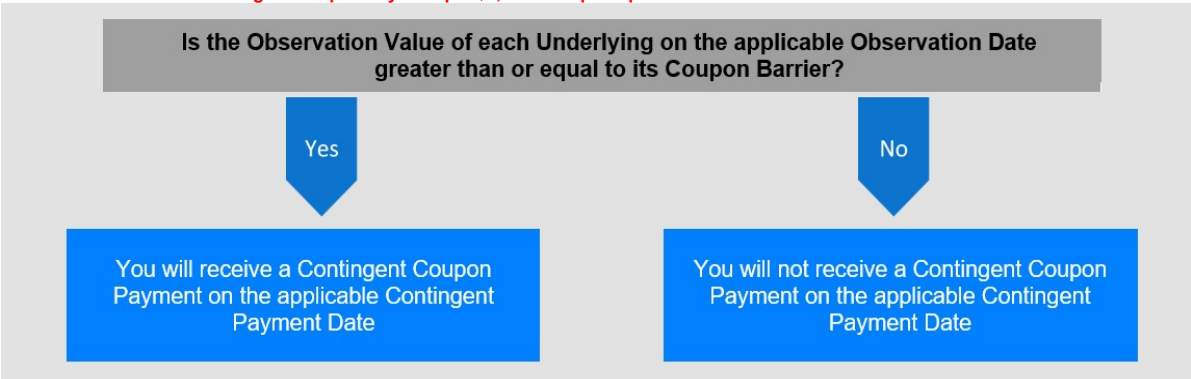 Is the Observation Value of each Underlying on the applicable Observation Date
greater than or equal to its Coupon Barrier?
Yes
No
You will receive a Contingent Coupon
Payment on the applicable Contingent
Payment Date
You will not receive a Contingent Coupon
Payment on the applicable Contingent
Payment Date